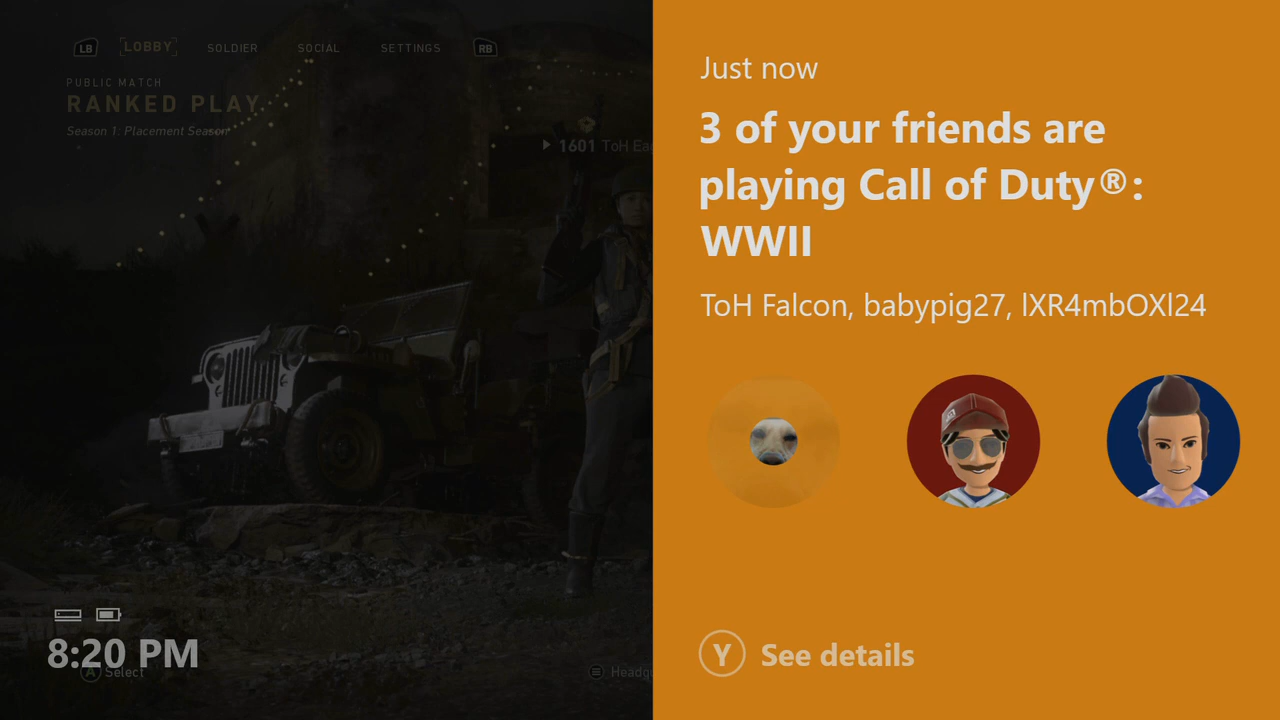 LB LOBBY SOLDIER SOCIAL SETTINGS RB
PUBLIC MATCH
RANKED PLAY
Season 1: Placement Season
1601 ToH Eag
8:20 PM
A Select
Headgu
Just now
3 of your friends are
playing Call of Duty®:
WWII
ToH Falcon, babypig27, lXR4mbOXl24
Y See details